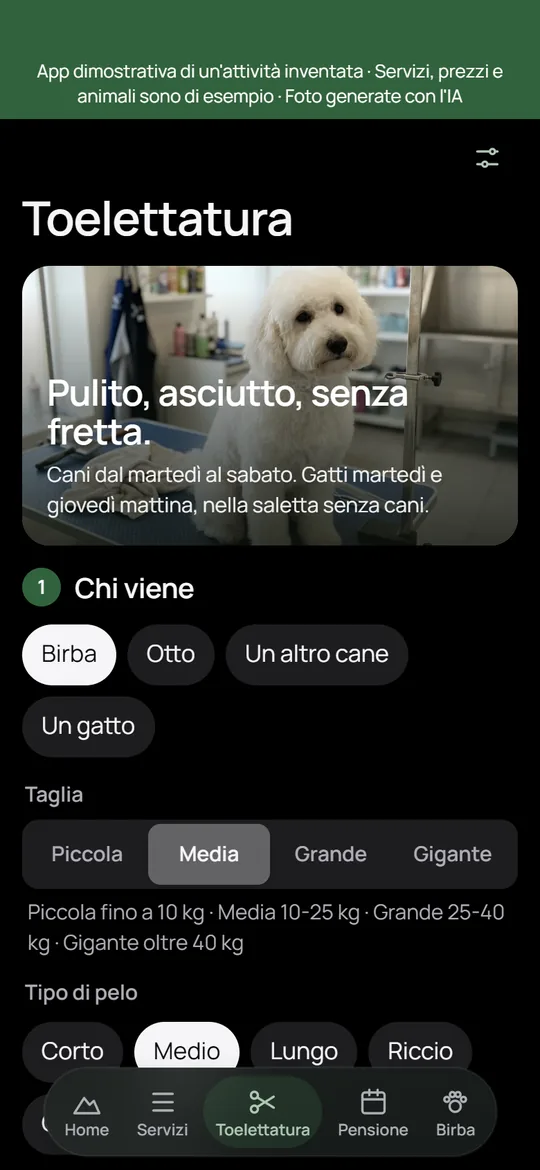 App dimostrativa di un'attività inventata · Servizi, prezzi e
animali sono di esempio · Foto generate con l'IA
Toelettatura
Pulito, asciutto, senza
fretta.
Cani dal martedì al sabato. Gatti martedì e
giovedì mattina, nella saletta senza cani.
1 Chi viene
Birba Otto Un altro cane
Un gatto
Taglia
Piccola Media Grande Gigante
Piccola fino a 10 kg · Media 10-25 kg · Grande 25-40
kg · Gigante oltre 40 kg
Tipo di pelo
Corto Medio Lungo Riccio
Home Servizi Toelettatura Pensione Birba